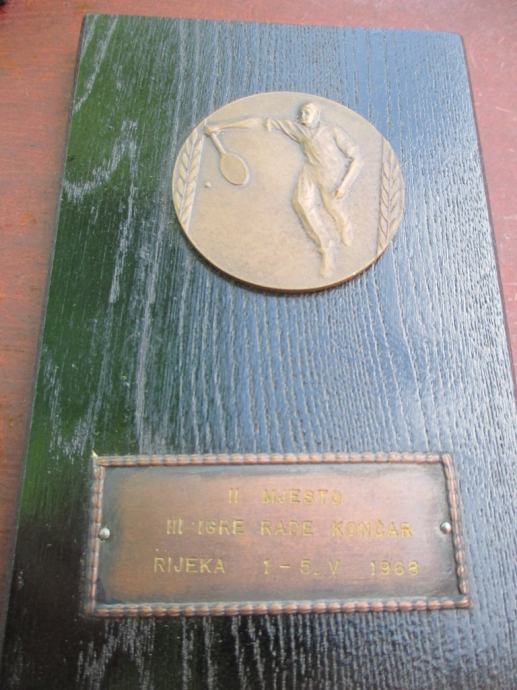 II MJESTO
III IGRE RADE KONČAR
RIJEKA 1-5. V 1968